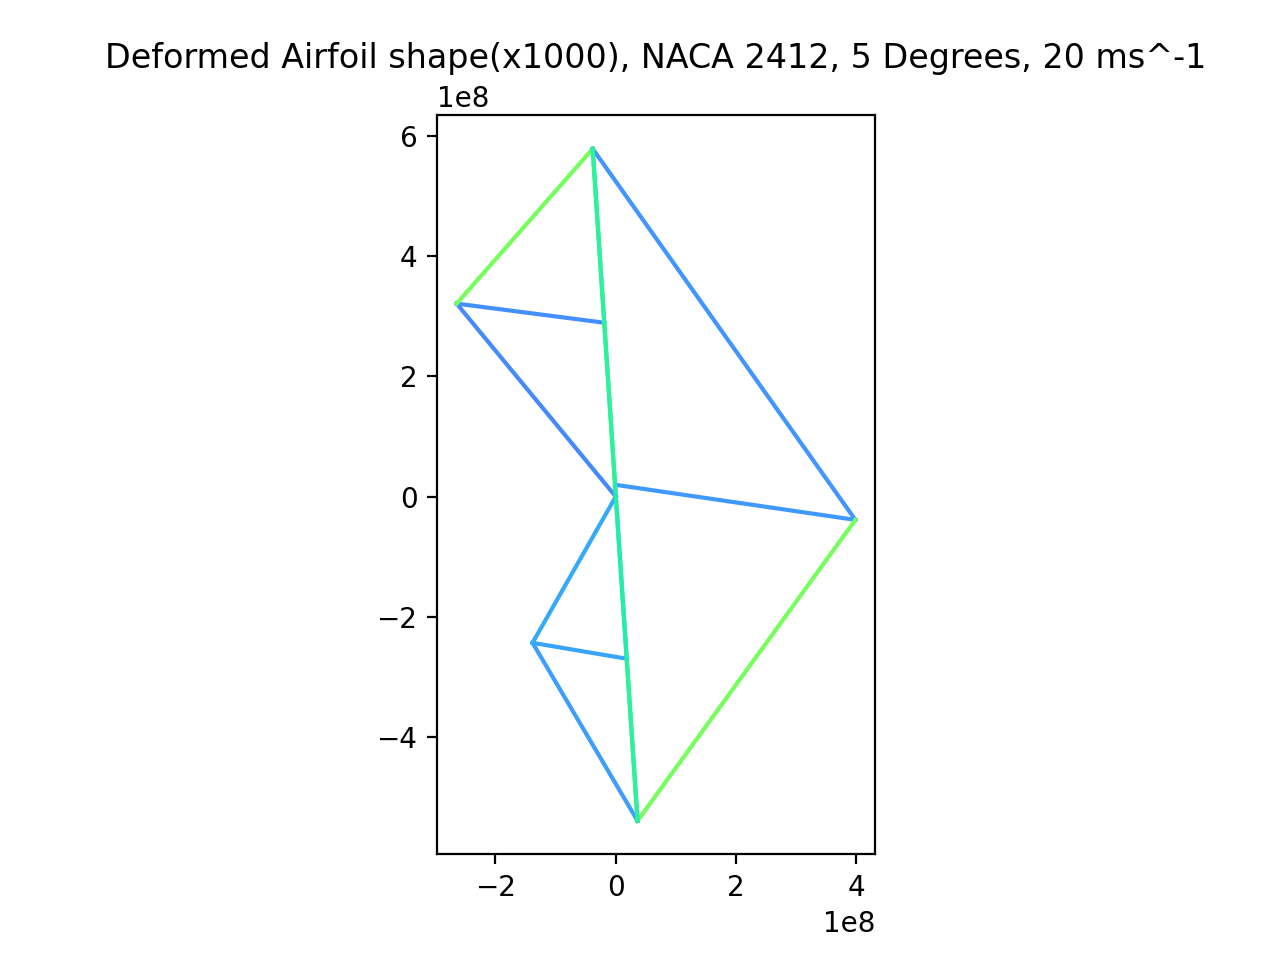 Deformed Airfoil shape(x1000), NACA 2412, 5 Degrees, 20 ms^-1
1e8
6
4
2
0
−2
−4
−2 0 2 4
1e8